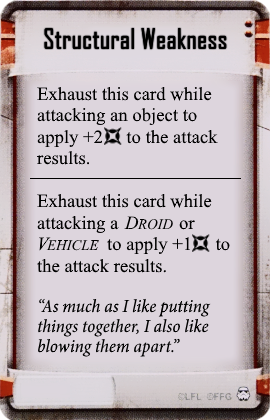 Structural Weakness
Exhaust this card while
attacking an object to
apply +2 to the attack
results.
Exhaust this card while
attacking a DROID or
VEHICLE to apply +1 to
the attack results.
“As much as I like putting
things together, I also like
blowing them apart.”
©LFL ©FFG